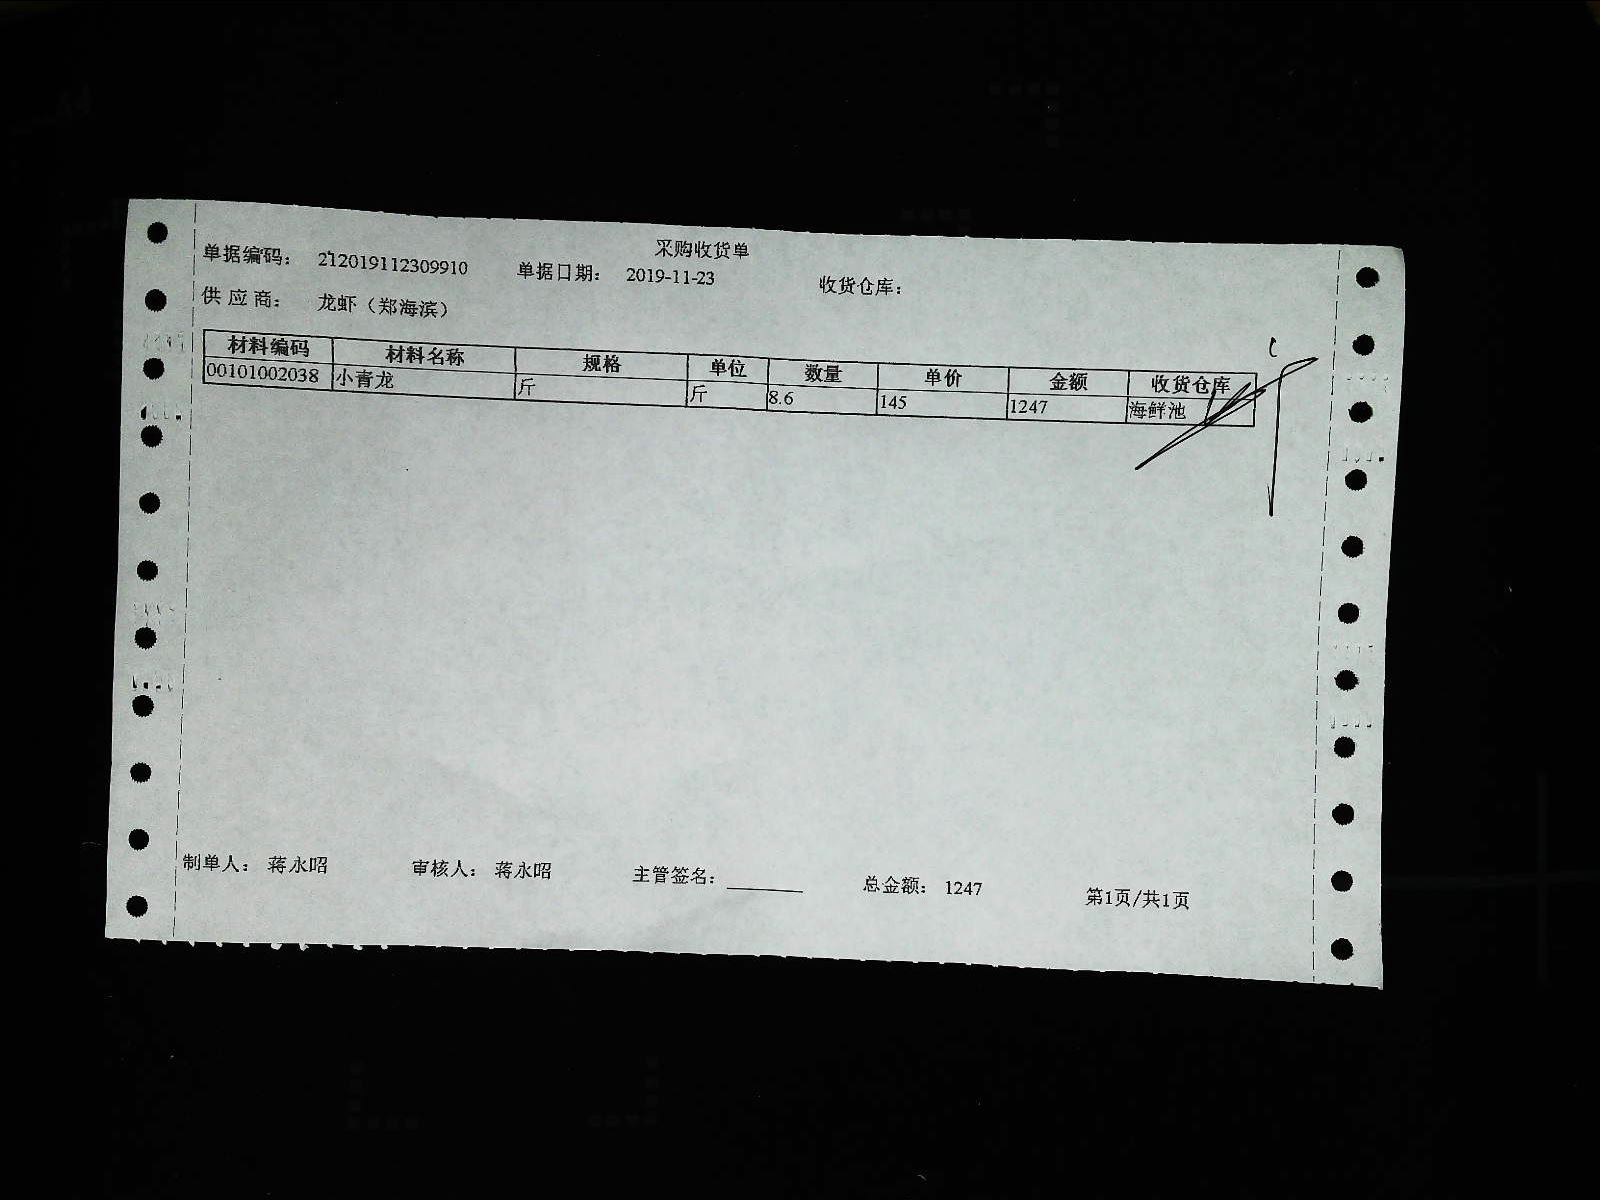 采购收货单
单据编码： 212019112309910 单据日期： 2019-11-23 收货仓库：
供 应 商： 龙虾（郑海滨）
材料编码 材料名称 规格 单位 数量 单价 金额 收货仓库
00101002038 小青龙 斤 斤 8.6 145 1247 海鲜池
制单人： 蒋永昭 审核人： 蒋永昭 主管签名： 总金额： 1247 第1页/共1页